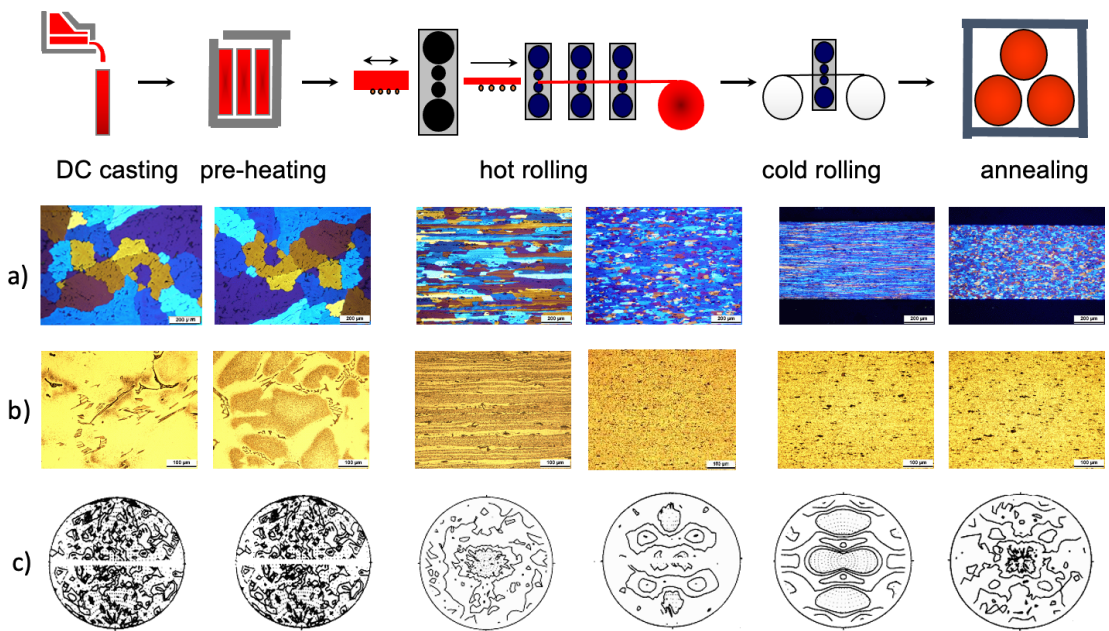 DC casting pre-heating hot rolling cold rolling annealing
a)
200 µm 200 µm 200 µm 200 µm 200 µm 200 µm
b)
100 µm 100 µm 100 µm 100 µm 100 µm 100 µm
c)